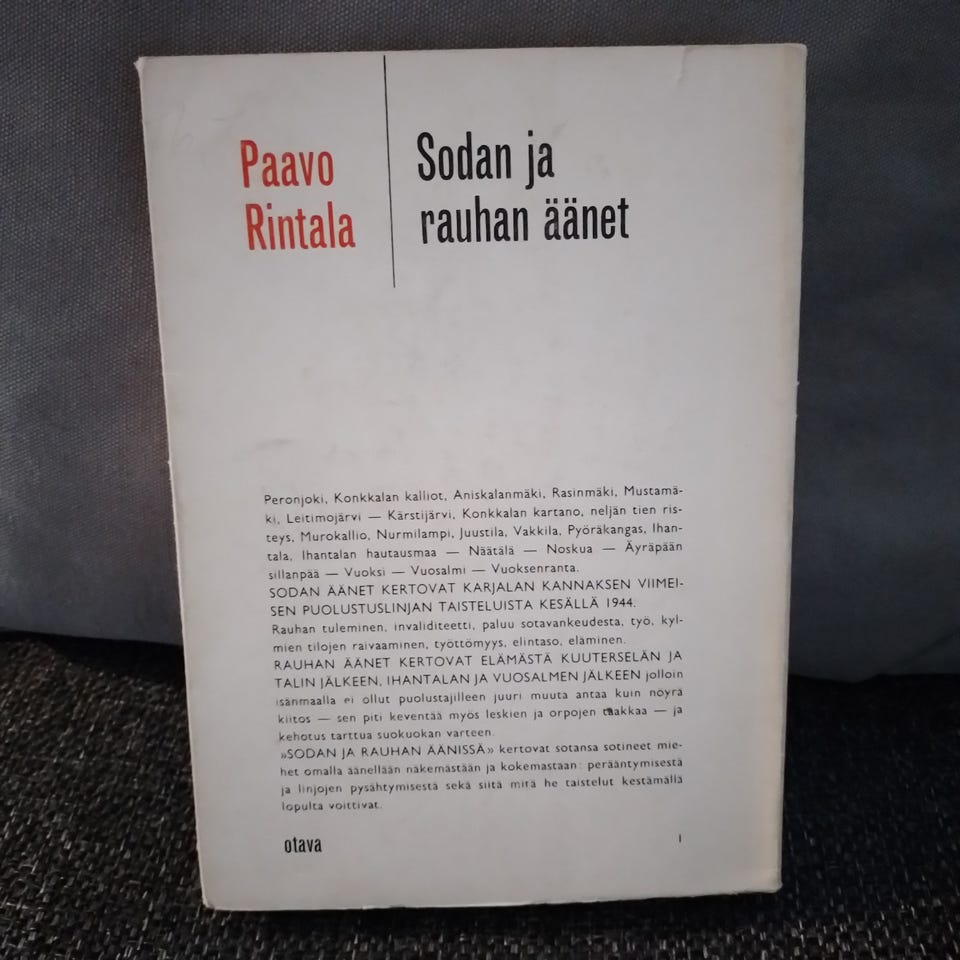 Paavo
Rintala
Sodan ja
rauhan äänet
Peronjoki, Konkkalan kalliot, Aniskalanmäki, Rasinmäki, Mustamä-
ki, Leitimojärvi — Kärstijärvi, Konkkalan kartano, neljän tien ris-
teys, Murokallio, Nurmilampi, Juustila, Vakkila, Pyöräkangas, Ihan-
tala, Ihantalan hautausmaa — Näätälä — Noskua — Äyräpään
sillanpää — Vuoksi — Vuosalmi — Vuoksenranta.
SODAN ÄÄNET KERTOVAT KARJALAN KANNAKSEN VIIMEI-
SEN PUOLUSTUSLINJAN TAISTELUISTA KESÄLLÄ 1944.
Rauhan tuleminen, invaliditeetti, paluu sotavankeudesta, työ, kyl-
mien tilojen raivaaminen, työttömyys, elintaso, eläminen.
RAUHAN ÄÄNET KERTOVAT ELÄMÄSTÄ KUUTERSELÄN JA
TALIN JÄLKEEN, IHANTALAN JA VUOSALMEN JÄLKEEN jolloin
isänmaalla ei ollut puolustajilleen juuri muuta antaa kuin nöyrä
kiitos — sen piti keventää myös leskien ja orpojen taakkaa — ja
kehotus tarttua suokuokan varteen.
»SODAN JA RAUHAN ÄÄNISSÄ» kertovat sotansa sotineet mie-
het omalla äänellään näkemästään ja kokemastaan: perääntymisestä
ja linjojen pysähtymisestä sekä siitä mitä he taistelut kestämällä
lopulta voittivat.
otava
1